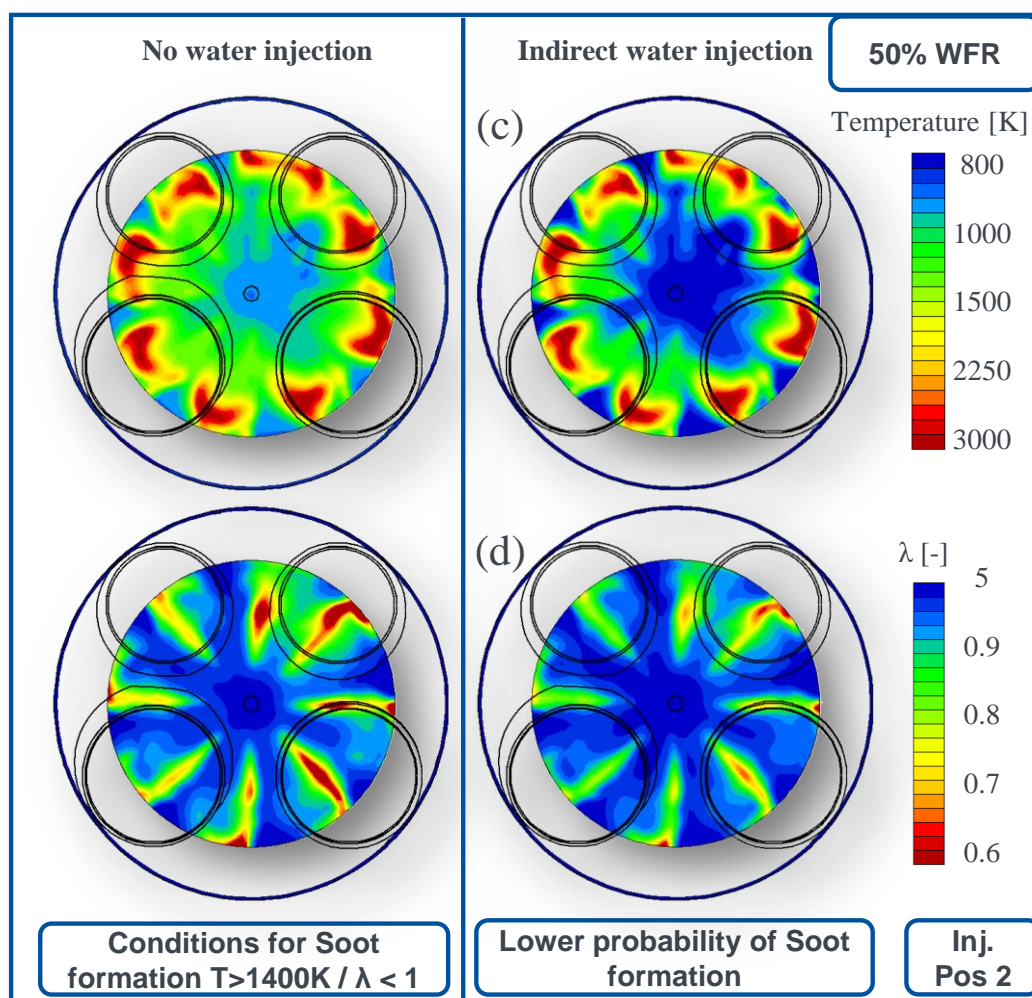 No water injection
Indirect water injection
50% WFR
(c)
Temperature [K]
800
1000
1500
2250
3000
(d)
λ [-]
5
0.9
0.8
0.7
0.6
Conditions for Soot
formation T>1400K / λ < 1
Lower probability of Soot
formation
Inj.
Pos 2